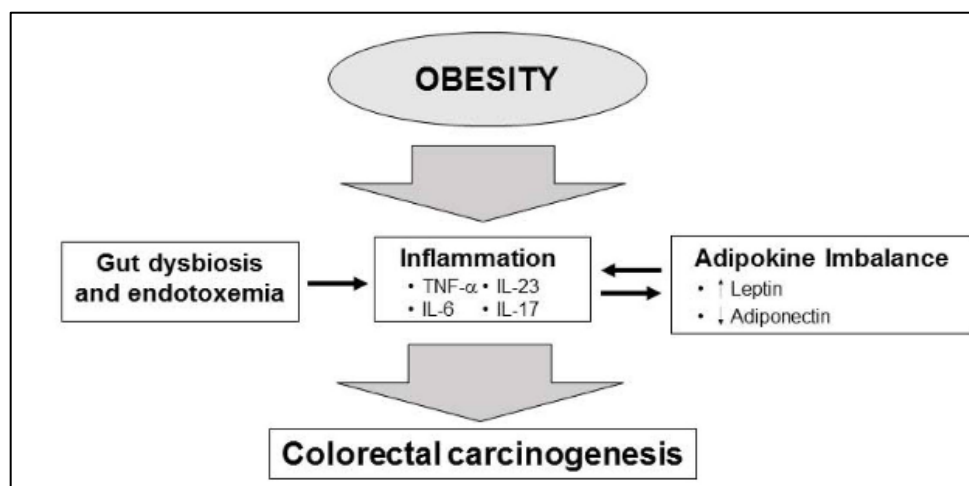 OBESITY
Gut dysbiosis
and endotoxemia
Inflammation
• TNF-α • IL-23
• IL-6 • IL-17
Adipokine Imbalance
• ↑ Leptin
• ↓ Adiponectin
Colorectal carcinogenesis